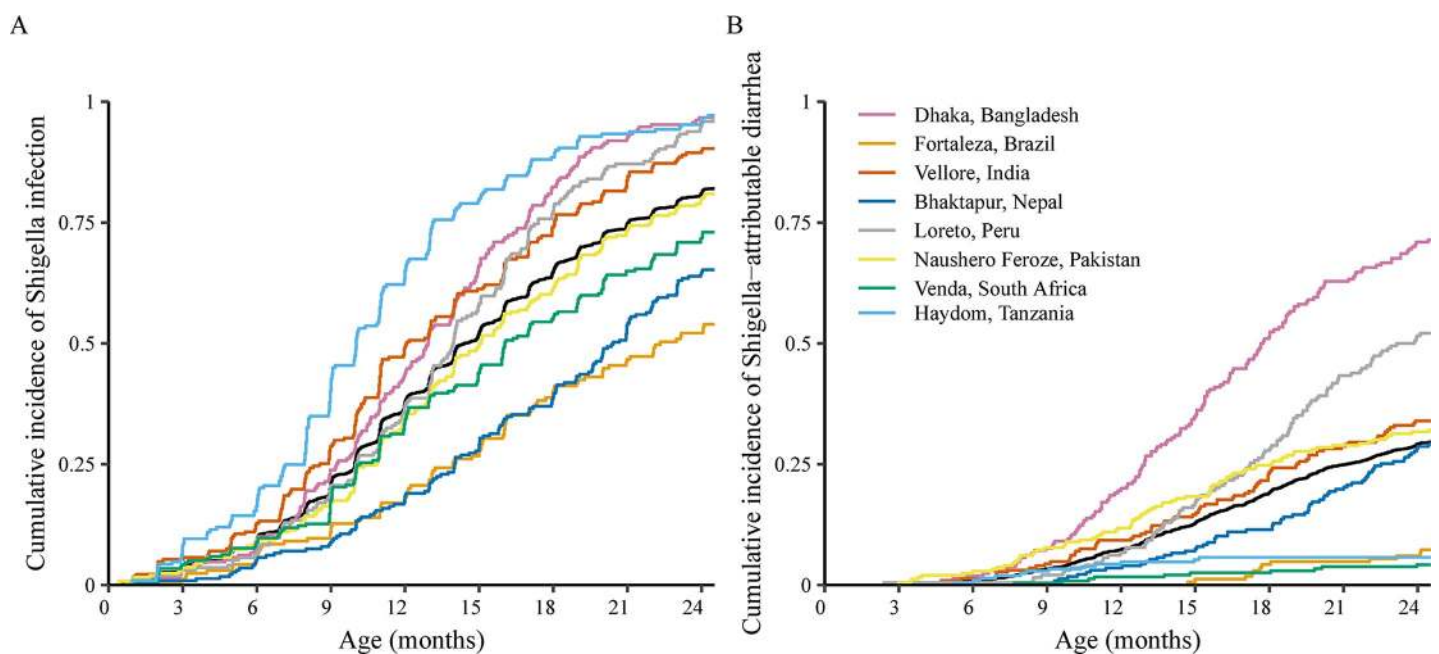 A
Cumulative incidence of Shigella infection
1
0.75
0.5
0.25
0
0 3 6 9 12 15 18 21 24
Age (months)
B
Cumulative incidence of Shigella−attributable diarrhea
1
0.75
0.5
0.25
0
Dhaka, Bangladesh
Fortaleza, Brazil
Vellore, India
Bhaktapur, Nepal
Loreto, Peru
Naushero Feroze, Pakistan
Venda, South Africa
Haydom, Tanzania
0 3 6 9 12 15 18 21 24
Age (months)